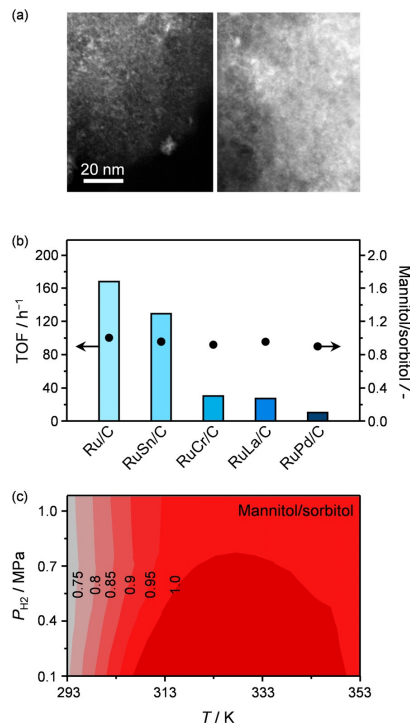 (a)
20 nm
(b)
TOF / h⁻¹
200
160
120
80
40
0
2.0
1.6
1.2
0.8
0.4
0.0
Mannitol/sorbitol / -
Ru/C
RuSn/C
RuCr/C
RuLa/C
RuPd/C
(c)
Mannitol/sorbitol
P_H2 / MPa
1.0
0.7
0.4
0.1
0.75
0.8
0.85
0.9
0.95
1.0
293
313
333
353
T / K